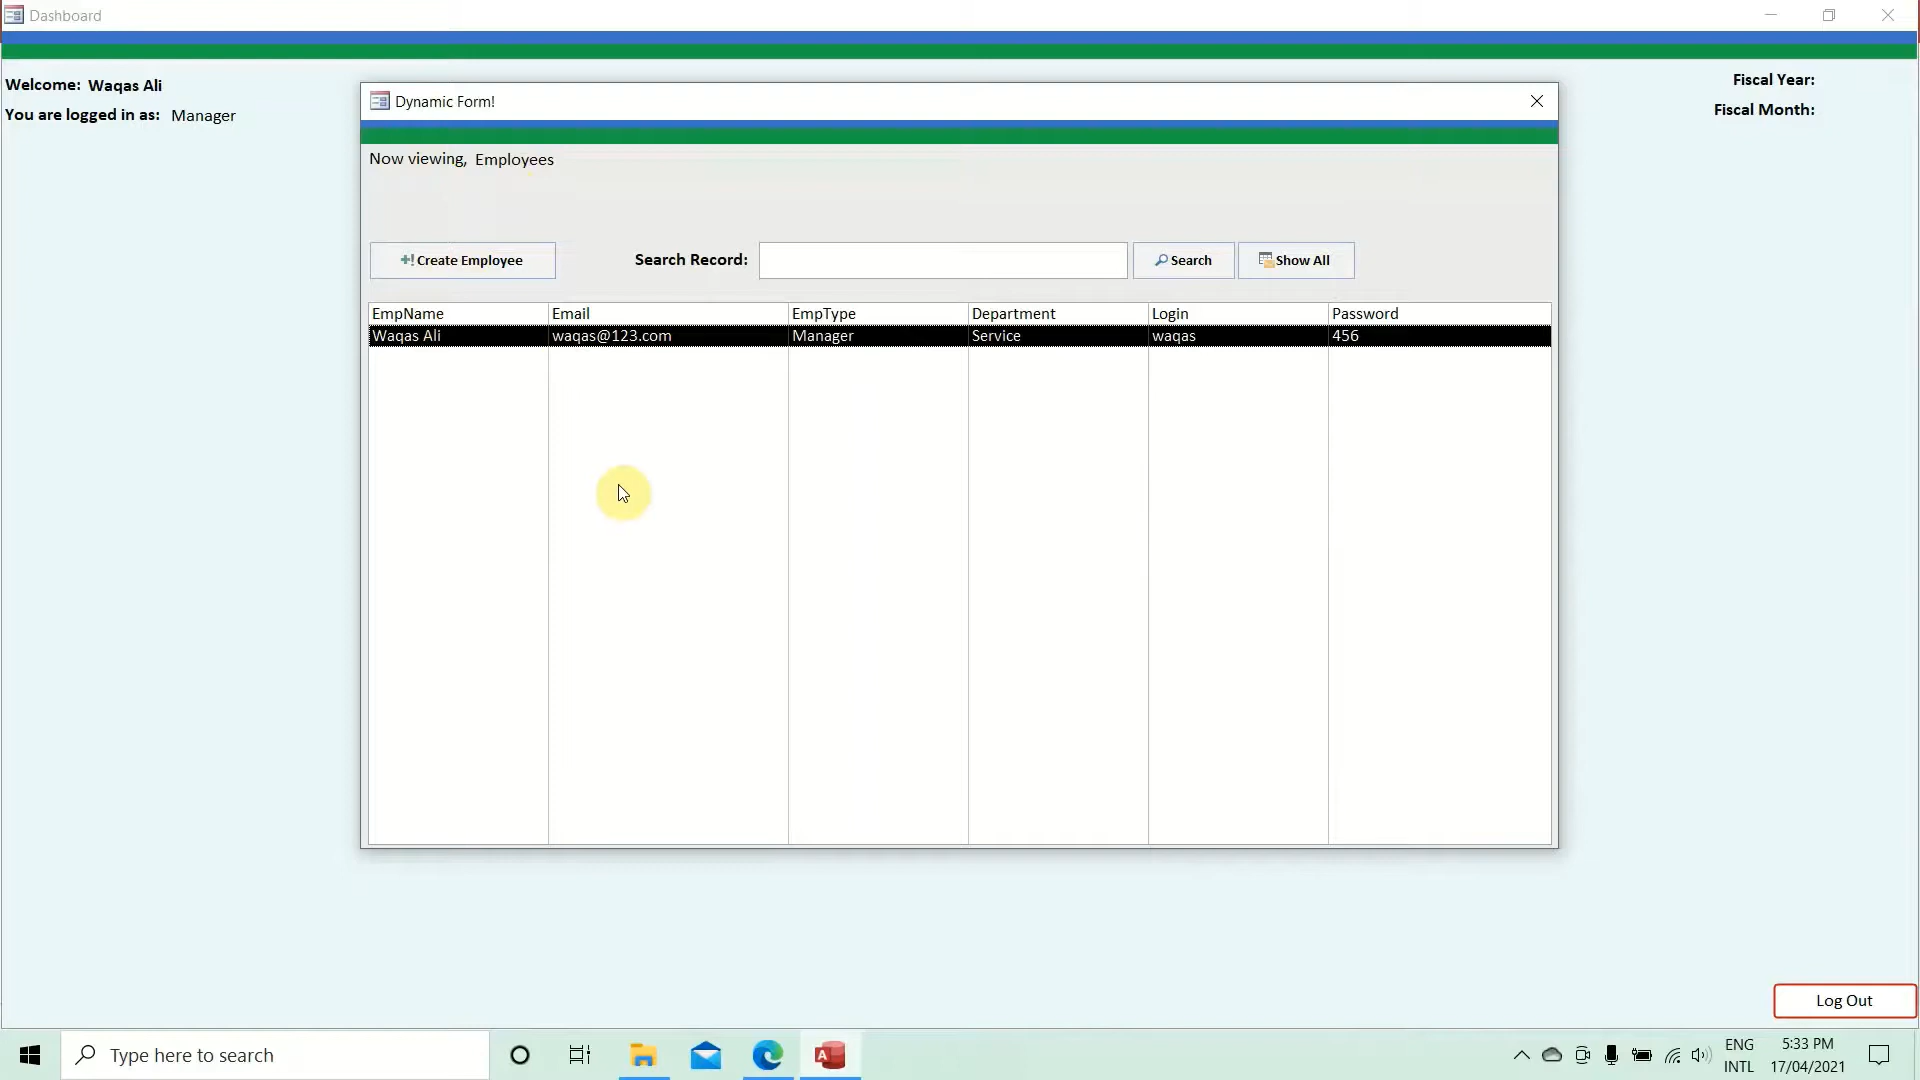 Dashboard
Welcome: Waqas Ali
You are logged in as: Manager
Fiscal Year:
Fiscal Month:
Dynamic Form!
Now viewing, Employees
+! Create Employee
Search Record:
Search
Show All
EmpName Email EmpType Department Login Password
Waqas Ali waqas@123.com Manager Service waqas 456
Log Out
Type here to search
A
ENG
INTL
5:33 PM
17/04/2021